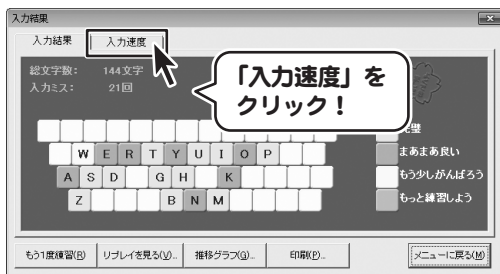 入力結果
入力結果 入力速度
総文字数： 144文字
入力ミス： 21回
「入力速度」を
クリック！
W E R T Y U I O P
A S D G H K
Z B N M
まあまあ良い
もう少しがんばろう
もっと練習しよう
もう1度練習(R) リプレイを見る(V)... 推移グラフ(G)... 印刷(P)... メニューに戻る(M)